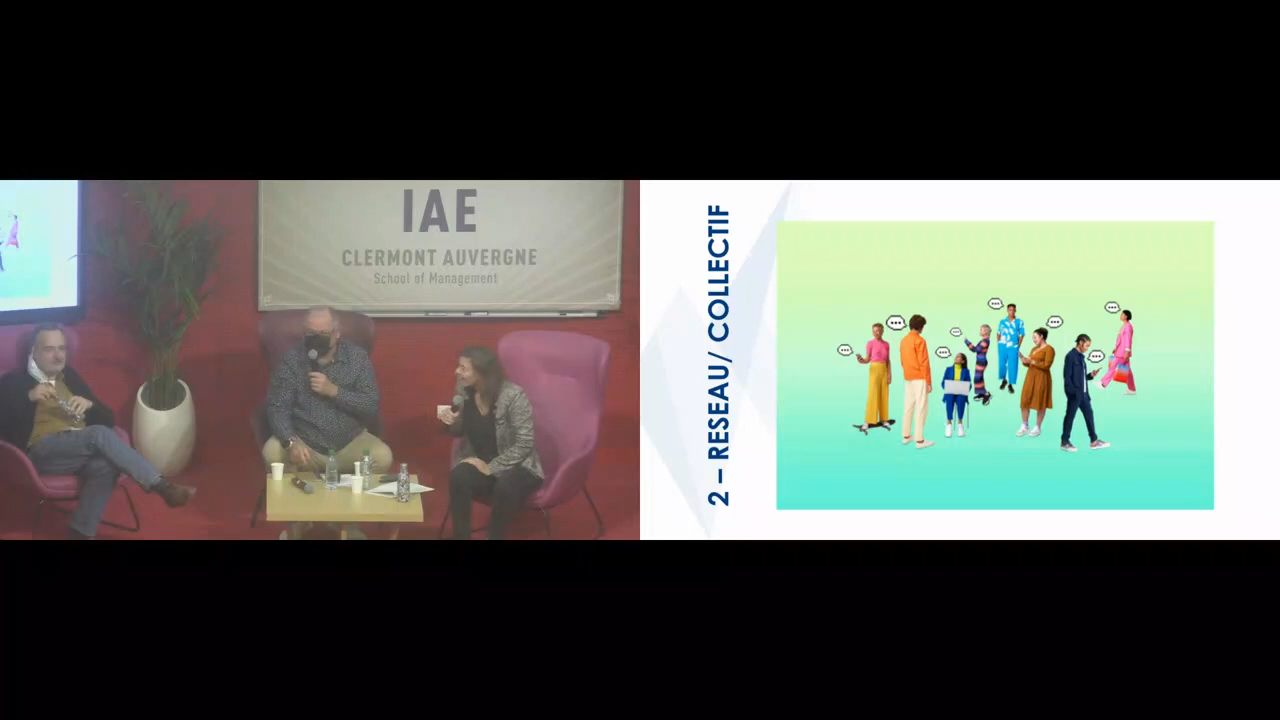 IAE
CLERMONT AUVERGNE
School of Management
2 – RESEAU/ COLLECTIF